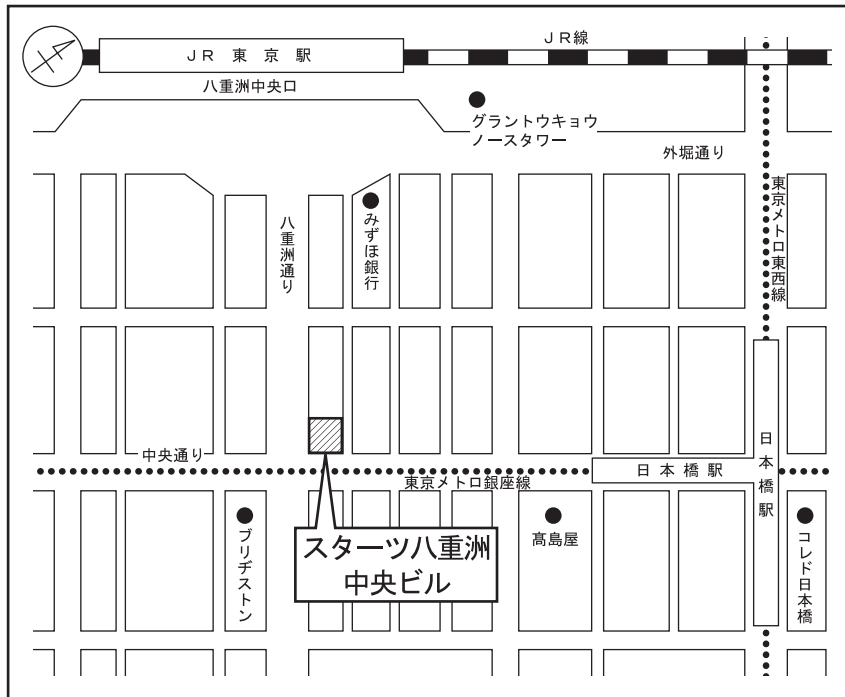 JR東京駅
JR線
八重洲中央口
グラントウキョウ
ノースタワー
外堀通り
東京メトロ東西線
八重洲通り
みずほ銀行
中央通り
東京メトロ銀座線
日本橋駅
日本橋駅
ブリヂストン
スターツ八重洲
中央ビル
髙島屋
コレド日本橋